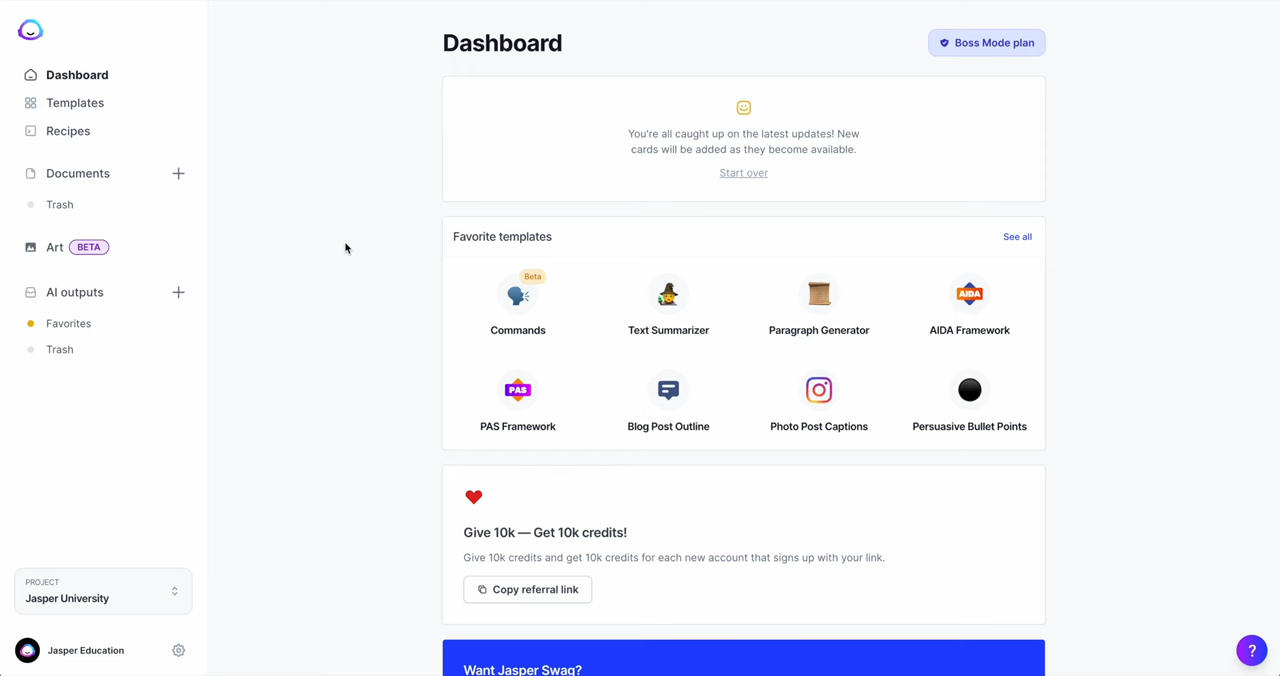 Dashboard
Templates
Recipes
Documents
Trash
Art BETA
AI outputs
Favorites
Trash
PROJECT
Jasper University
Jasper Education
Dashboard
Boss Mode plan
You're all caught up on the latest updates! New
cards will be added as they become available.
Start over
Favorite templates
See all
Beta
Commands
Text Summarizer
Paragraph Generator
AIDA
AIDA Framework
PAS
PAS Framework
Blog Post Outline
Photo Post Captions
Persuasive Bullet Points
Give 10k — Get 10k credits!
Give 10k credits and get 10k credits for each new account that signs up with your link.
Copy referral link
Want Jasper Swag?
?